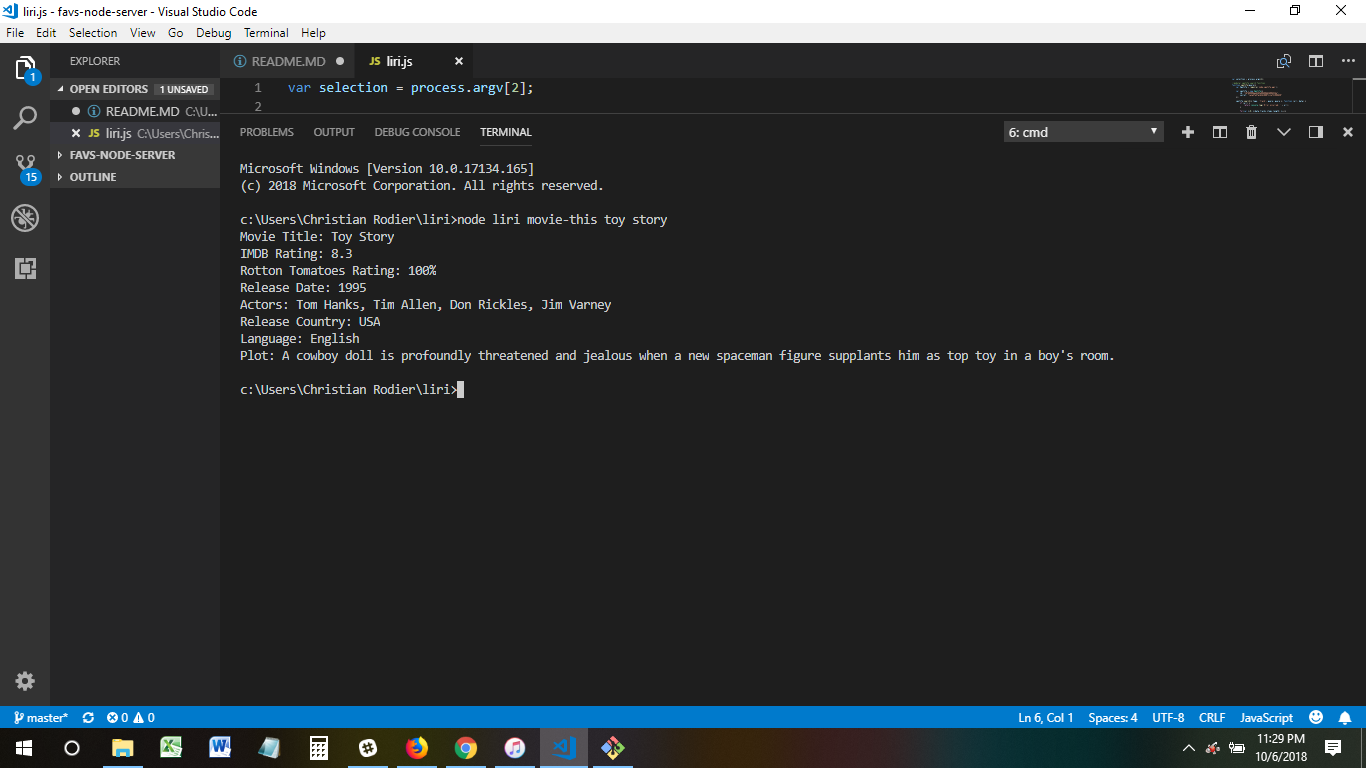 liri.js - favs-node-server - Visual Studio Code
File Edit Selection View Go Debug Terminal Help
EXPLORER
README.MD
JS liri.js
OPEN EDITORS 1 UNSAVED
1 var selection = process.argv[2];
2
README.MD C:\U...
JS liri.js C:\Users\Chris...
FAVS-NODE-SERVER
OUTLINE
1
15
PROBLEMS OUTPUT DEBUG CONSOLE TERMINAL
6: cmd
Microsoft Windows [Version 10.0.17134.165]
(c) 2018 Microsoft Corporation. All rights reserved.
c:\Users\Christian Rodier\liri>node liri movie-this toy story
Movie Title: Toy Story
IMDB Rating: 8.3
Rotton Tomatoes Rating: 100%
Release Date: 1995
Actors: Tom Hanks, Tim Allen, Don Rickles, Jim Varney
Release Country: USA
Language: English
Plot: A cowboy doll is profoundly threatened and jealous when a new spaceman figure supplants him as top toy in a boy's room.
c:\Users\Christian Rodier\liri>
master* 0 0
Ln 6, Col 1 Spaces: 4 UTF-8 CRLF JavaScript
11:29 PM
10/6/2018